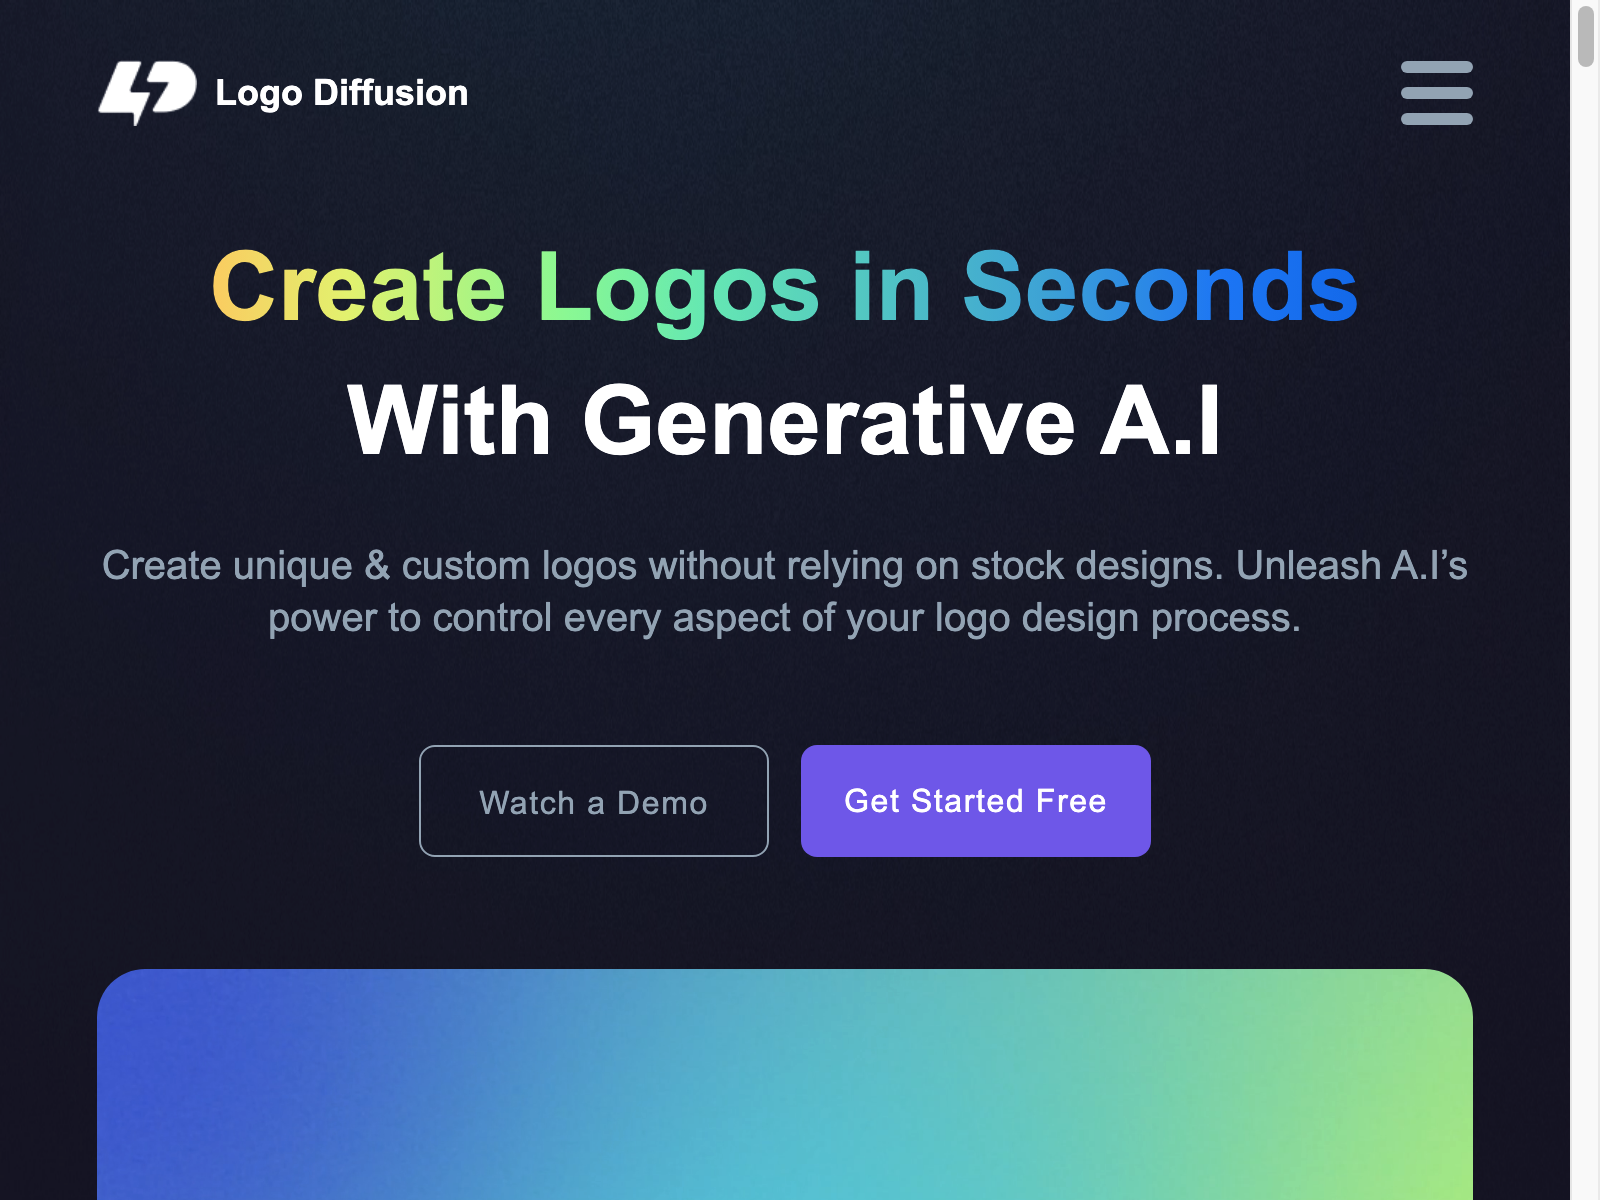 Logo Diffusion
Create Logos in Seconds
With Generative A.I
Create unique & custom logos without relying on stock designs. Unleash A.I’s
power to control every aspect of your logo design process.
Watch a Demo
Get Started Free